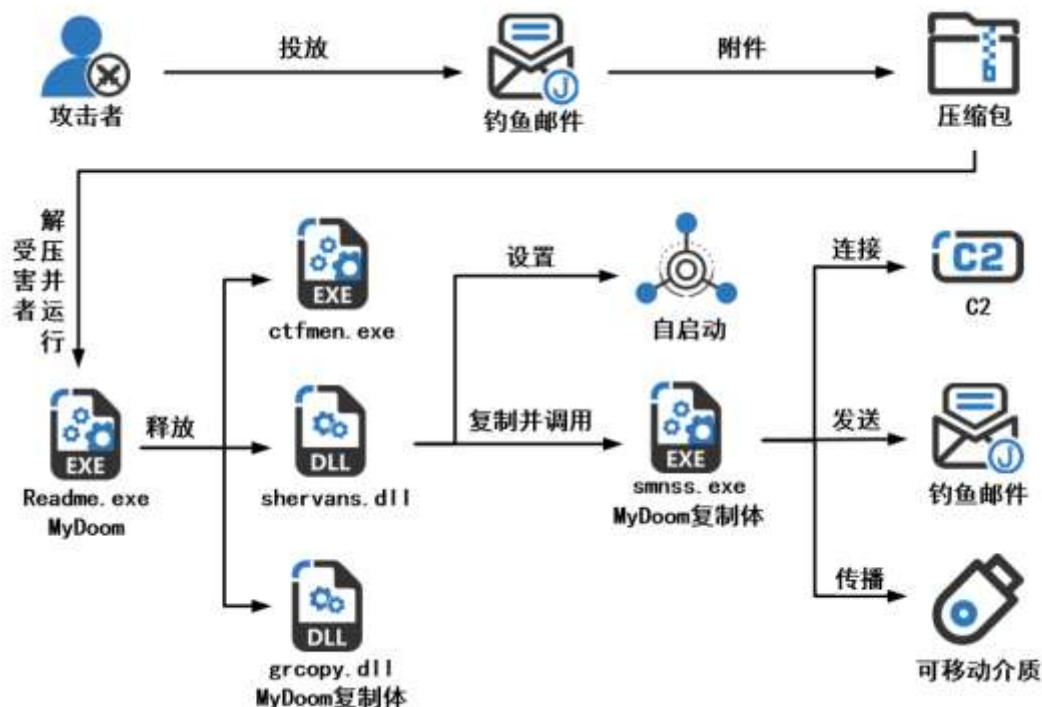 投放
附件
攻击者
钓鱼邮件
压缩包
受害者
解压并运行
EXE
ctfmen.exe
设置
自启动
连接
C2
C2
EXE
Readme.exe
MyDoom
释放
DLL
shervans.dll
复制并调用
EXE
smnss.exe
MyDoom复制体
发送
钓鱼邮件
DLL
grcopy.dll
MyDoom复制体
传播
可移动介质